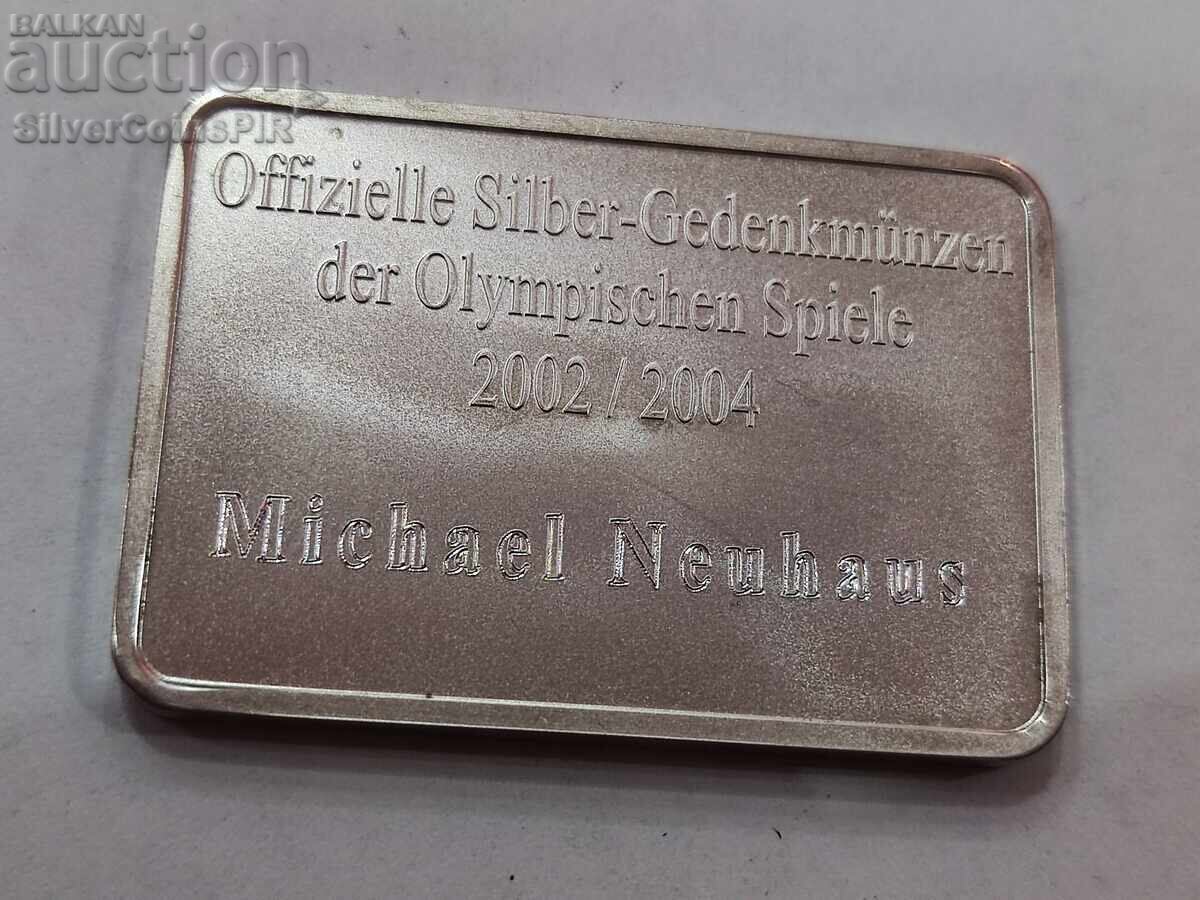 BALKAN
auction
SilverCoinsPIR
Offizielle Silber-Gedenkmünzen
der Olympischen Spiele
2002 / 2004
Michael Neuhaus